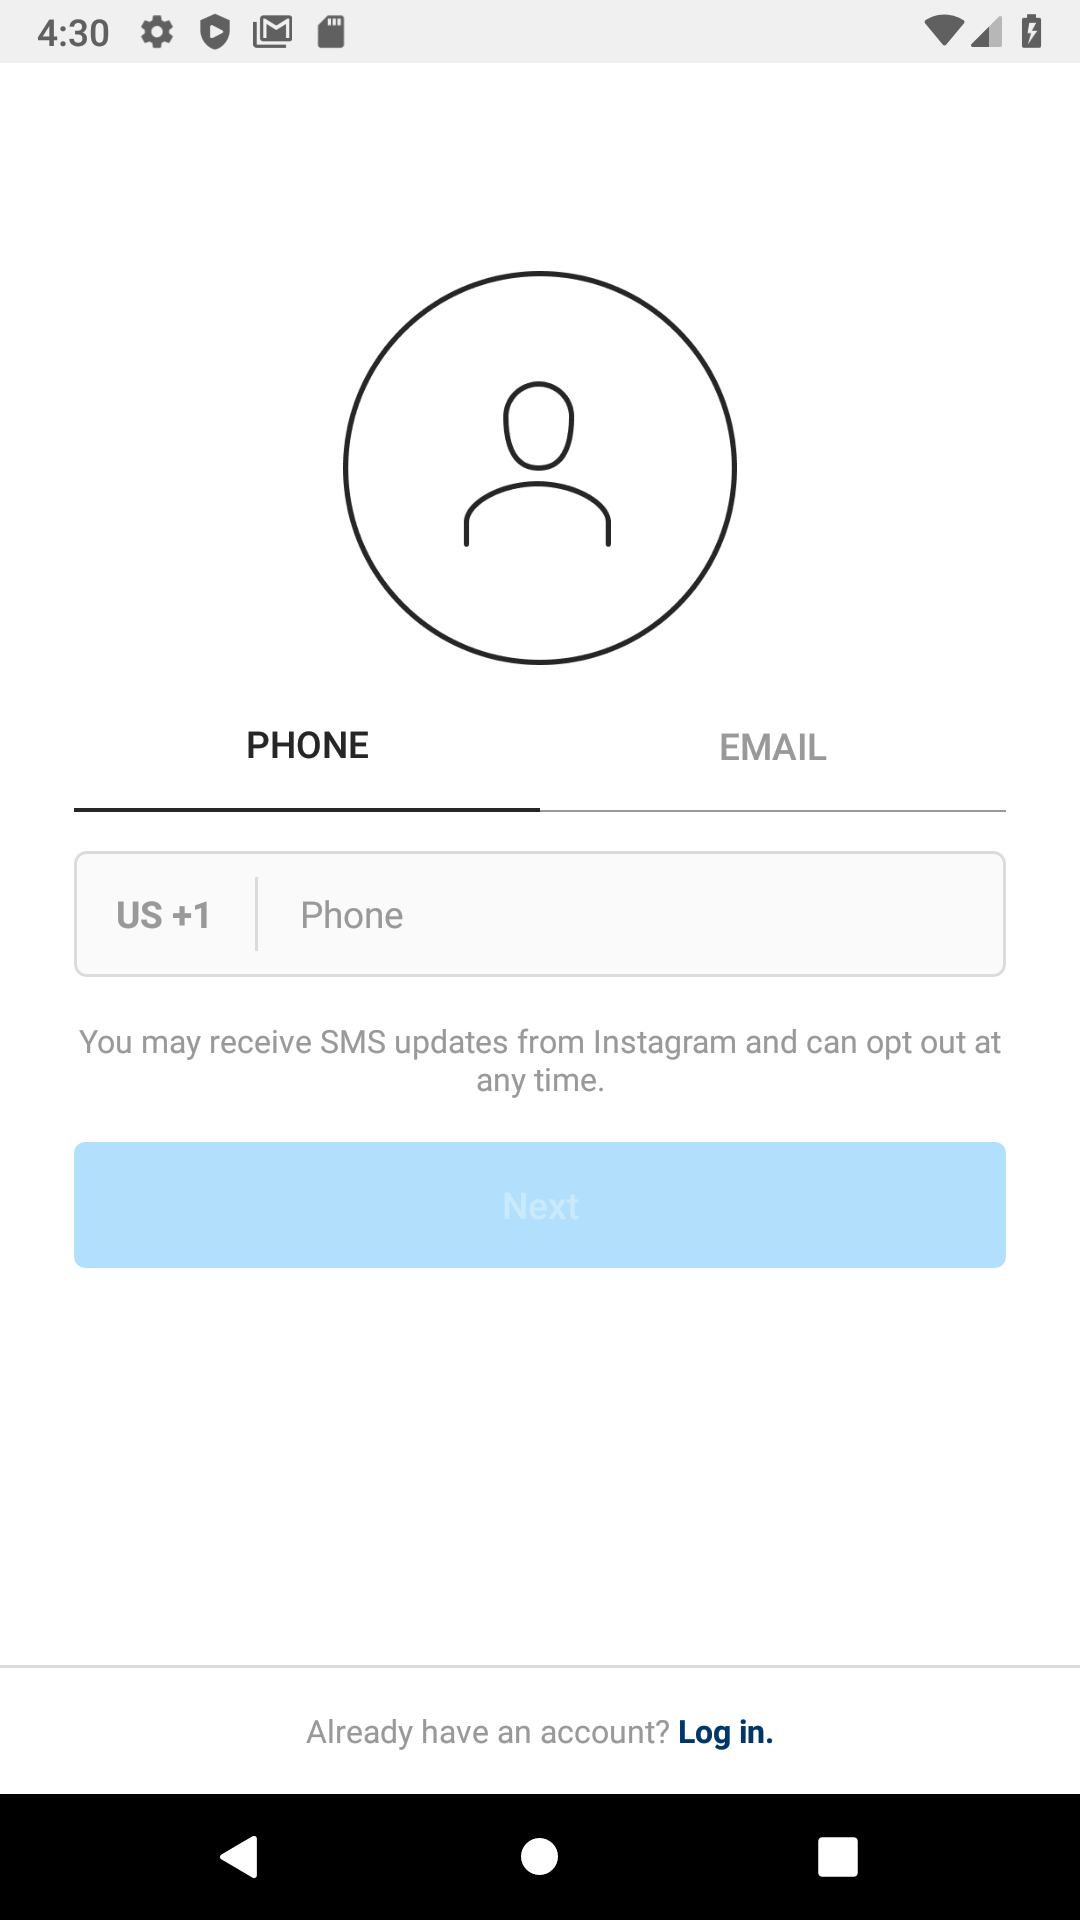 4:30
PHONE
EMAIL
US +1
Phone
You may receive SMS updates from Instagram and can opt out at
any time.
Next
Already have an account? Log in.